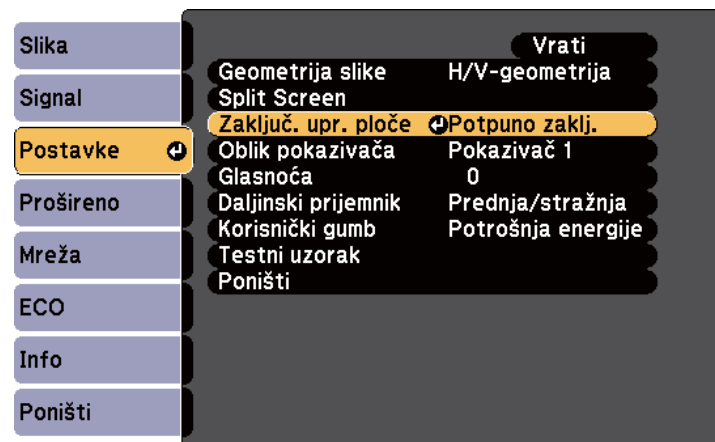 Slika
Signal
Postavke
Prošireno
Mreža
ECO
Info
Poništi
Vrati
Geometrija slike H/V-geometrija
Split Screen
Zaključ. upr. ploče Potpuno zaklj.
Oblik pokazivača Pokazivač 1
Glasnoća 0
Daljinski prijemnik Prednja/stražnja
Korisnički gumb Potrošnja energije
Testni uzorak
Poništi